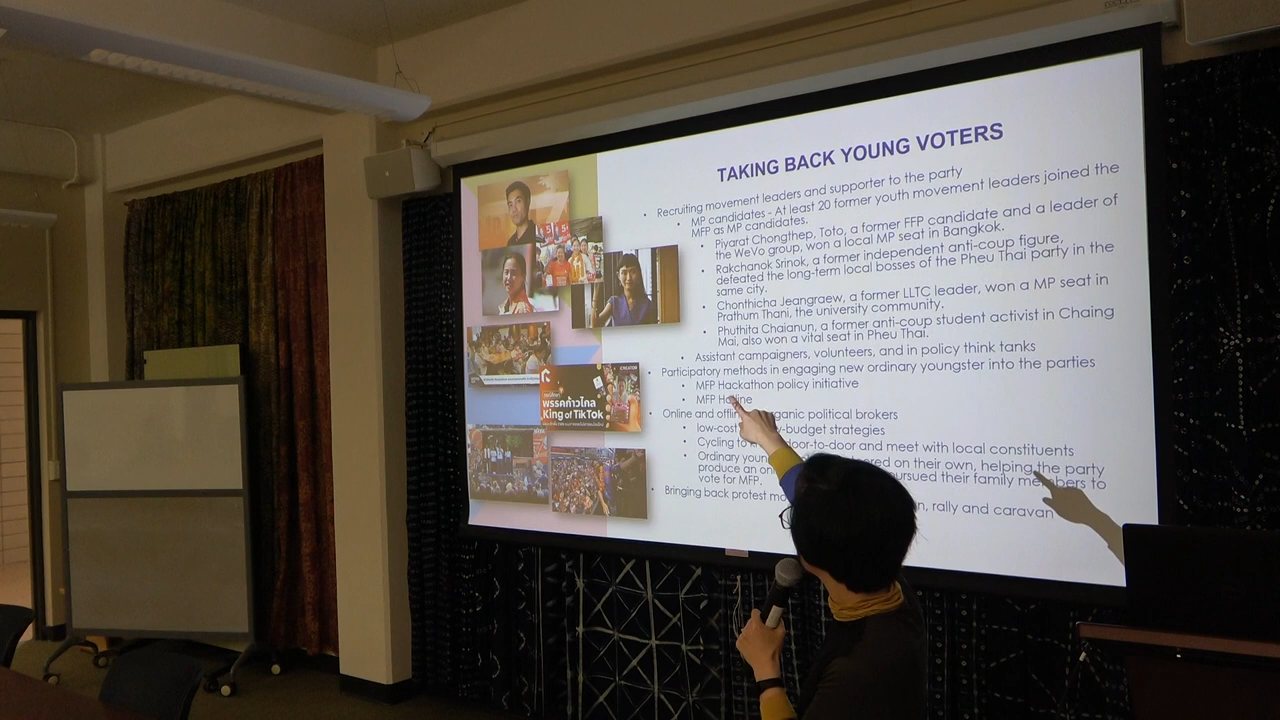 TAKING BACK YOUNG VOTERS
• Recruiting movement leaders and supporter to the party
• MP candidates - At least 20 former youth movement leaders joined the
MFP as MP candidates.
• Piyarat Chongthep, Toto, a former FFP candidate and a leader of
the WeVo group, won a local MP seat in Bangkok.
• Rakchanok Srinok, a former independent anti-coup figure,
defeated the long-term local bosses of the Pheu Thai party in the
same city.
• Chonthicha Jeangraew, a former LLTC leader, won a MP seat in
Prathum Thani, the university community.
• Phuthita Chaianun, a former anti-coup student activist in Chaing
Mai, also won a vital seat in Pheu Thai.
• Assistant campaigners, volunteers, and in policy think tanks
• Participatory methods in engaging new ordinary youngster into the parties
• MFP Hackathon policy initiative
• MFP
• Online and organic political brokers
• low-cost budget strategies
• Cycling to door-to-door and meet with local constituents
• Ordinary on their own, helping the party
produce an pursued their family members to
vote for MFP.
• Bringing back protest rally and caravan
CREATOR
พรรคก้าวไกล
King of TikTok